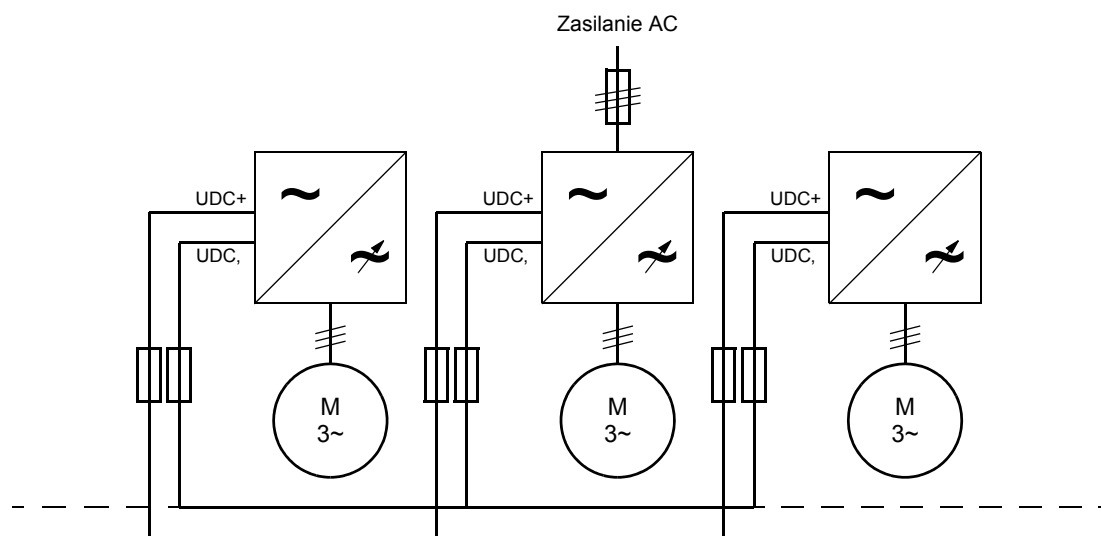 Zasilanie AC
UDC+
UDC,
UDC+
UDC,
UDC+
UDC,
M
3~
M
3~
M
3~